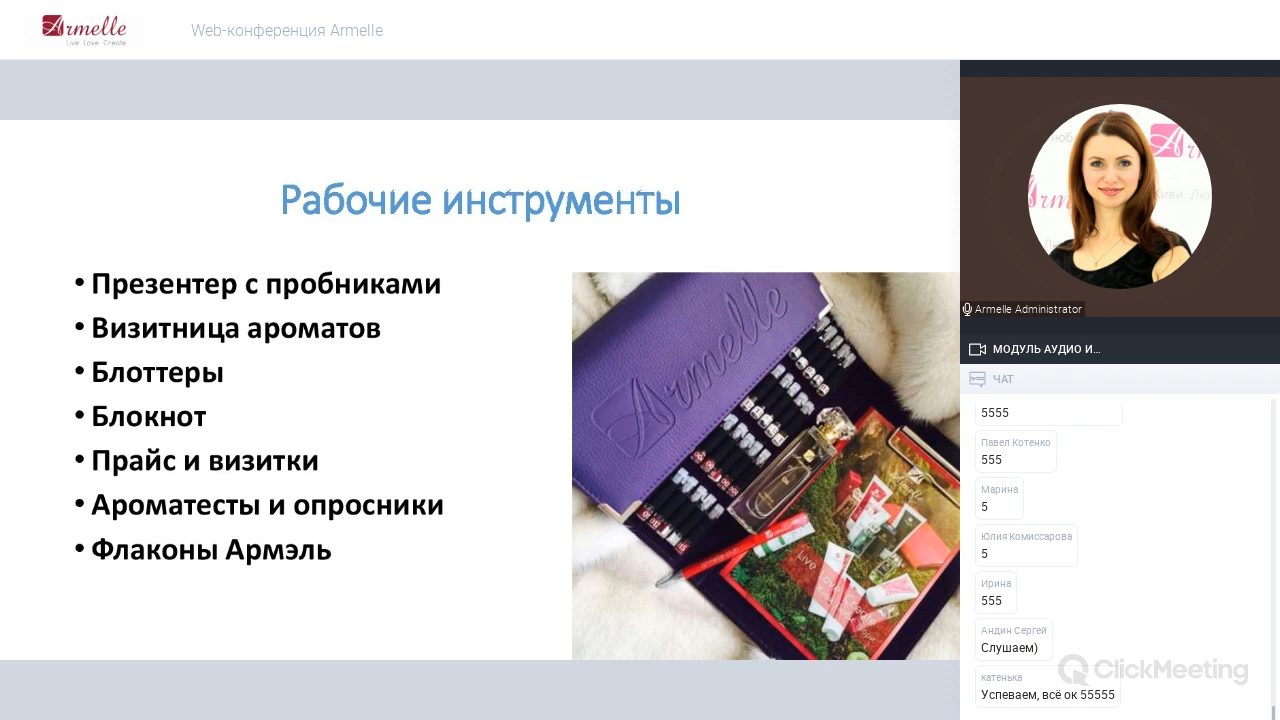 Armelle
Live Love Create
Web-конференция Armelle
Рабочие инструменты
• Презентер с пробниками
• Визитница ароматов
• Блоттеры
• Блокнот
• Прайс и визитки
• Ароматесты и опросники
• Флаконы Армэль
Armelle
Armelle Administrator
МОДУЛЬ АУДИО И...
ЧАТ
5555
Павел Котенко
555
Марина
5
Юлия Комиссарова
5
Ирина
555
Андин Сергей
Слушаем)
катенька
Успеваем, всё ок 55555
ClickMeeting